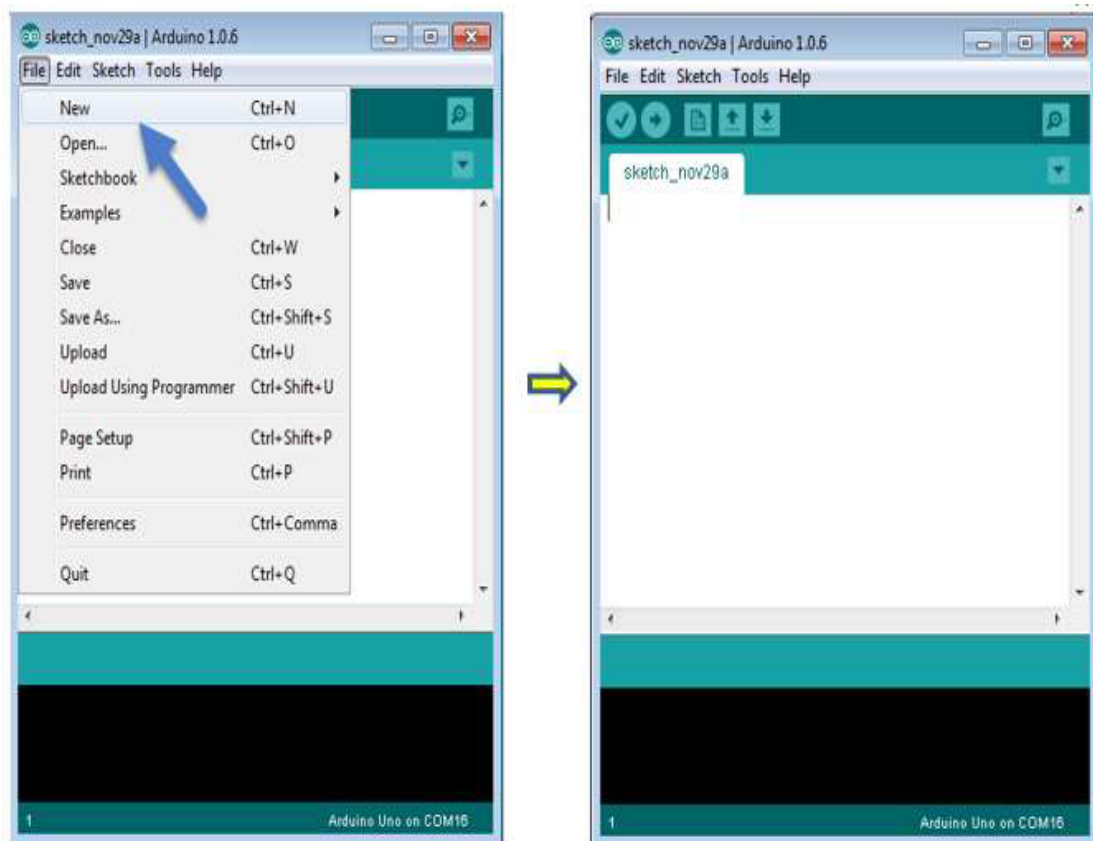 sketch_nov29a | Arduino 1.0.6
File Edit Sketch Tools Help
New Ctrl+N
Open... Ctrl+O
Sketchbook
Examples
Close Ctrl+W
Save Ctrl+S
Save As... Ctrl+Shift+S
Upload Ctrl+U
Upload Using Programmer Ctrl+Shift+U
Page Setup Ctrl+Shift+P
Print Ctrl+P
Preferences Ctrl+Comma
Quit Ctrl+Q
1 Arduino Uno on COM16
sketch_nov29a | Arduino 1.0.6
File Edit Sketch Tools Help
sketch_nov29a
1 Arduino Uno on COM16